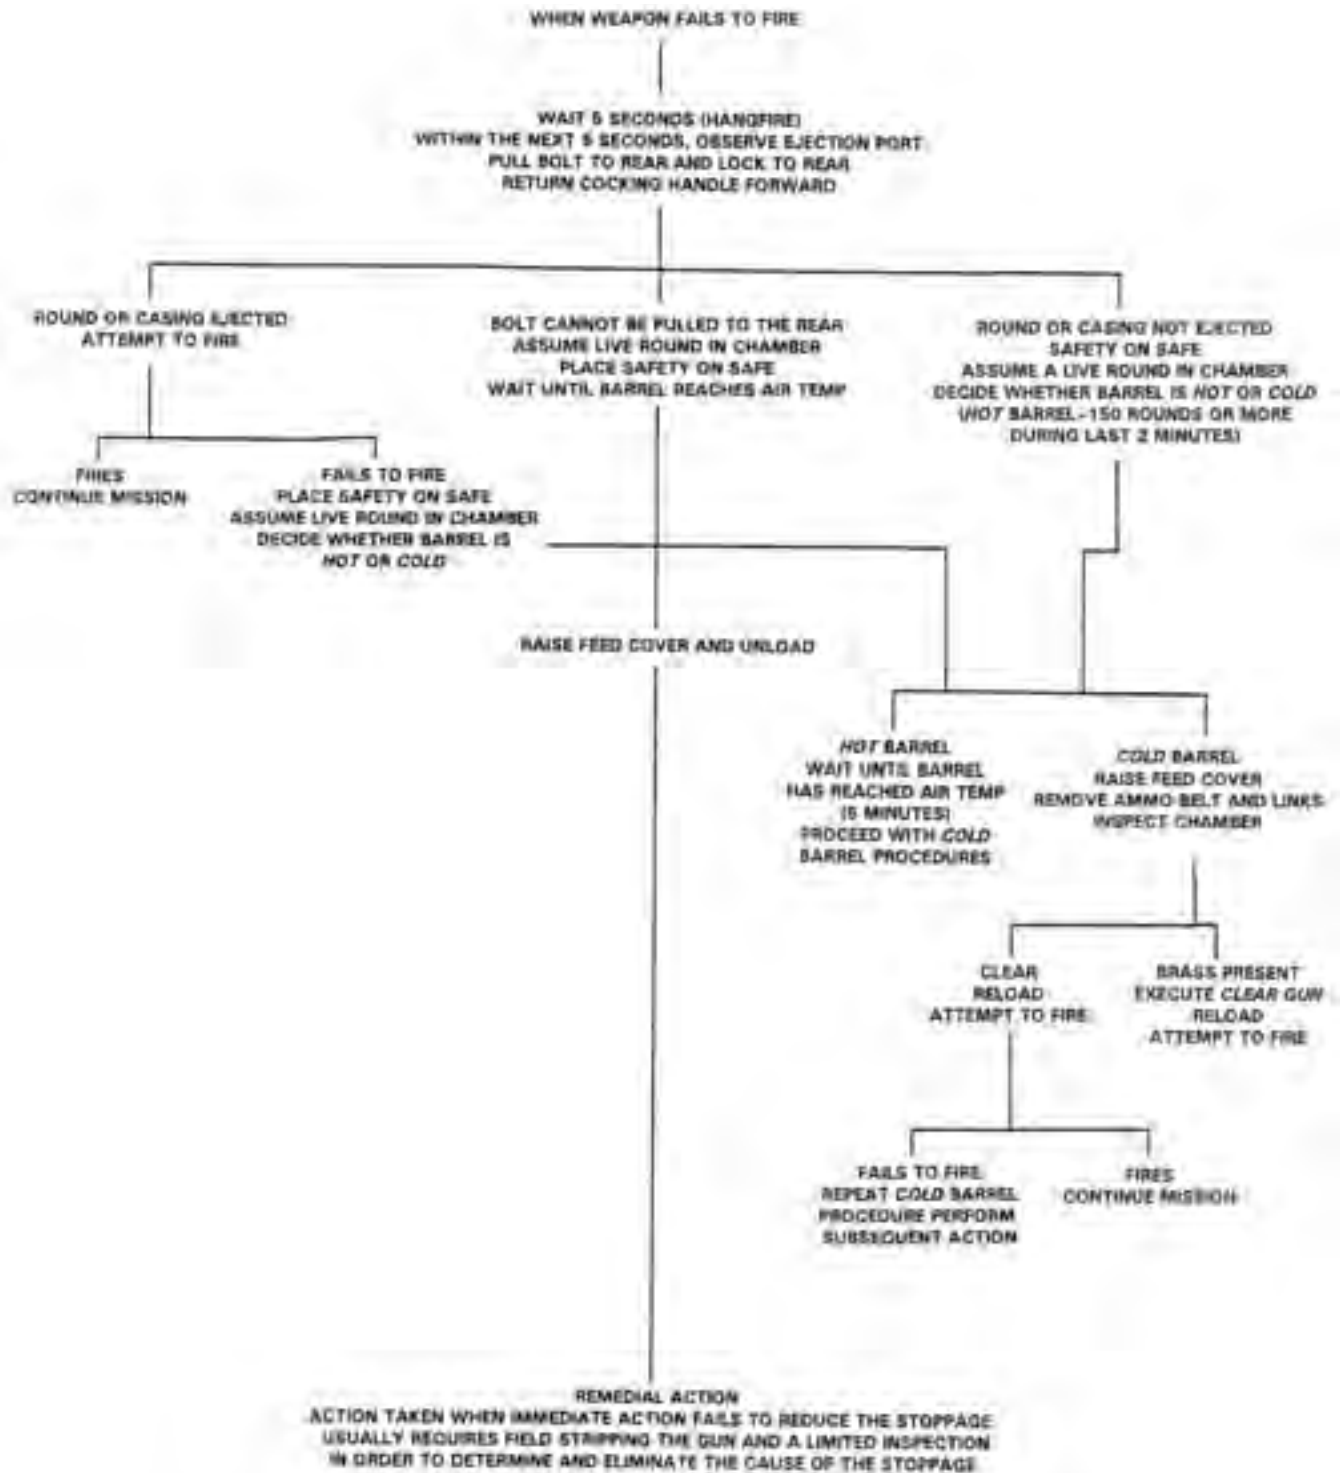 WHEN WEAPON FAILS TO FIRE
WAIT 5 SECONDS (HANGFIRE)
WITHIN THE NEXT 5 SECONDS, OBSERVE EJECTION PORT
PULL BOLT TO REAR AND LOCK TO REAR
RETURN COCKING HANDLE FORWARD
ROUND OR CASING EJECTED
ATTEMPT TO FIRE
BOLT CANNOT BE PULLED TO THE REAR
ASSUME LIVE ROUND IN CHAMBER
PLACE SAFETY ON SAFE
WAIT UNTIL BARREL REACHES AIR TEMP
ROUND OR CASING NOT EJECTED
SAFETY ON SAFE
ASSUME A LIVE ROUND IN CHAMBER
DECIDE WHETHER BARREL IS HOT OR COLD
(HOT BARREL-150 ROUNDS OR MORE
DURING LAST 2 MINUTES)
FIRES
CONTINUE MISSION
FAILS TO FIRE
PLACE SAFETY ON SAFE
ASSUME LIVE ROUND IN CHAMBER
DECIDE WHETHER BARREL IS
HOT OR COLD
RAISE FEED COVER AND UNLOAD
HOT BARREL
WAIT UNTIL BARREL
HAS REACHED AIR TEMP
(5 MINUTES)
PROCEED WITH COLD
BARREL PROCEDURES
COLD BARREL
RAISE FEED COVER
REMOVE AMMO BELT AND LINKS
INSPECT CHAMBER
CLEAR
RELOAD
ATTEMPT TO FIRE
BRASS PRESENT
EXECUTE CLEAR GUN
RELOAD
ATTEMPT TO FIRE
FAILS TO FIRE
REPEAT COLD BARREL
PROCEDURE PERFORM
SUBSEQUENT ACTION
FIRES
CONTINUE MISSION
REMEDIAL ACTION
ACTION TAKEN WHEN IMMEDIATE ACTION FAILS TO REDUCE THE STOPPAGE
USUALLY REQUIRES FIELD STRIPPING THE GUN AND A LIMITED INSPECTION
IN ORDER TO DETERMINE AND ELIMINATE THE CAUSE OF THE STOPPAGE